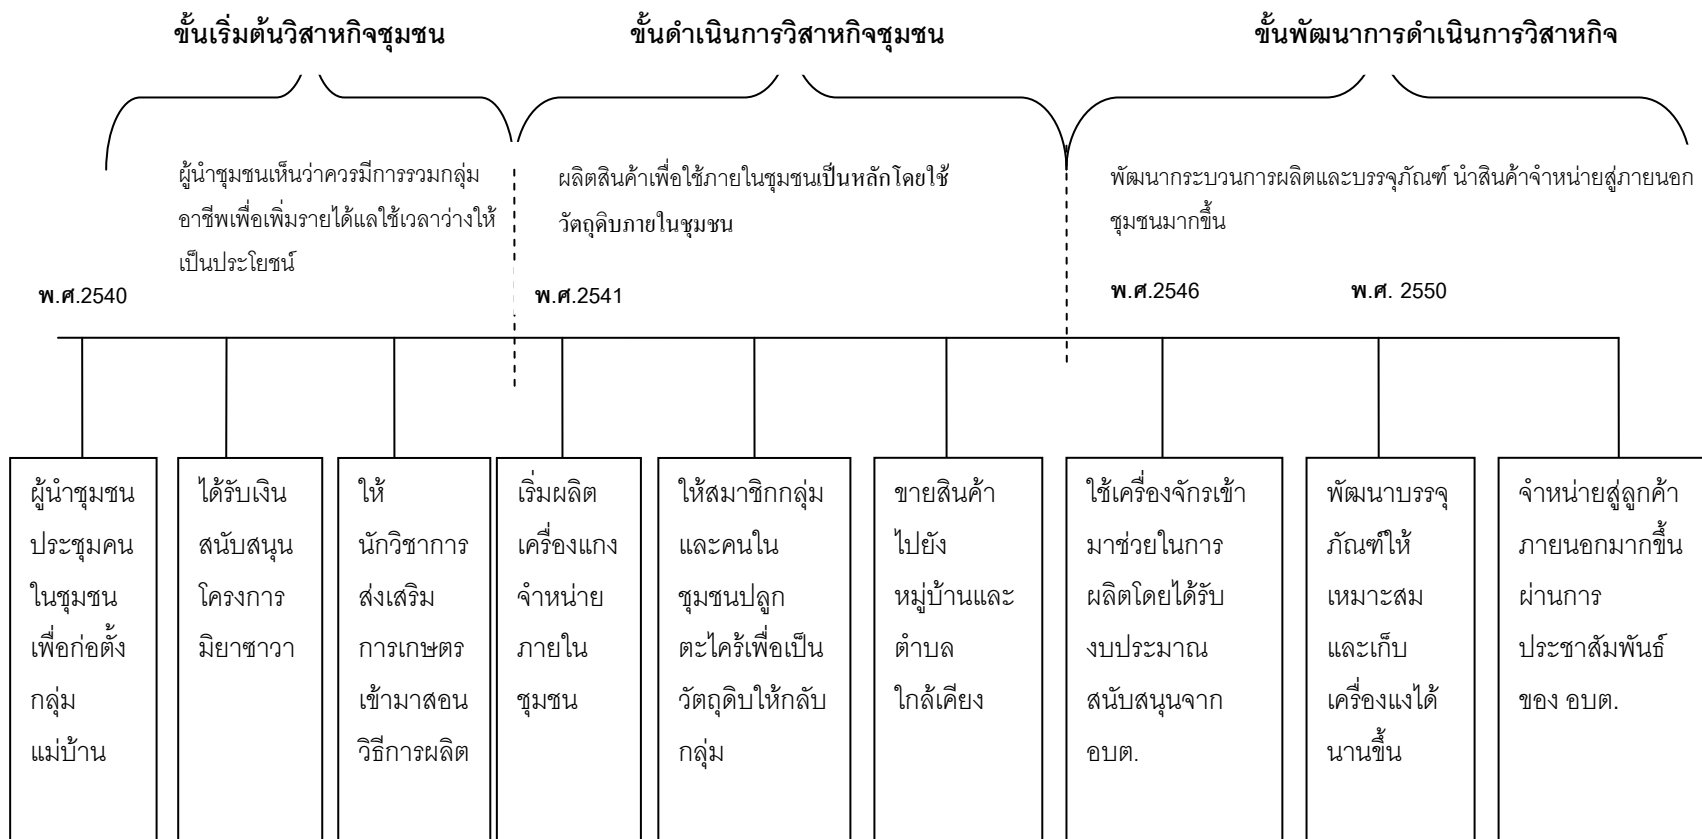 ขั้นเริ่มต้นวิสาหกิจชุมชน
ขั้นดำเนินการวิสาหกิจชุมชน
ขั้นพัฒนาการดำเนินการวิสาหกิจ
ผู้นำชุมชนเห็นว่าควรมีการรวมกลุ่ม
อาชีพเพื่อเพิ่มรายได้แลใช้เวลาว่างให้
เป็นประโยชน์
ผลิตสินค้าเพื่อใช้ภายในชุมชนเป็นหลักโดยใช้
วัตถุดิบภายในชุมชน
พัฒนากระบวนการผลิตและบรรจุภัณฑ์ นำสินค้าจำหน่ายสู่ภายนอก
ชุมชนมากขึ้น
พ.ศ.2540
พ.ศ.2541
พ.ศ.2546
พ.ศ. 2550
ผู้นำชุมชน
ประชุมคน
ในชุมชน
เพื่อก่อตั้ง
กลุ่ม
แม่บ้าน
ได้รับเงิน
สนับสนุน
โครงการ
มิยาซาวา
ให้
นักวิชาการ
ส่งเสริม
การเกษตร
เข้ามาสอน
วิธีการผลิต
เริ่มผลิต
เครื่องแกง
จำหน่าย
ภายใน
ชุมชน
ให้สมาชิกกลุ่ม
และคนใน
ชุมชนปลูก
ตะไคร้เพื่อเป็น
วัตถุดิบให้กลับ
กลุ่ม
ขายสินค้า
ไปยัง
หมู่บ้านและ
ตำบล
ใกล้เคียง
ใช้เครื่องจักรเข้า
มาช่วยในการ
ผลิตโดยได้รับ
งบประมาณ
สนับสนุนจาก
อบต.
พัฒนาบรรจุ
ภัณฑ์ให้
เหมาะสม
และเก็บ
เครื่องแงได้
นานขึ้น
จำหน่ายสู่ลูกค้า
ภายนอกมากขึ้น
ผ่านการ
ประชาสัมพันธ์
ของ อบต.